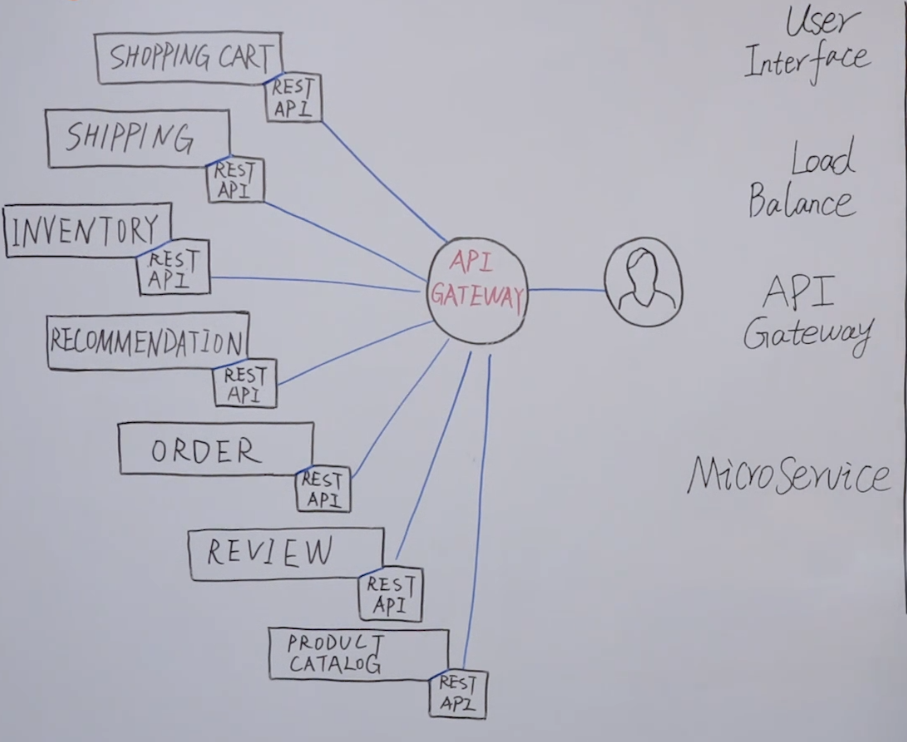 SHOPPING CART
REST
API
SHIPPING
REST
API
INVENTORY
REST
API
RECOMMENDATION
REST
API
ORDER
REST
API
REVIEW
REST
API
PRODUCT
CATALOG
REST
API
API
GATEWAY
User
Interface
Load
Balance
API
Gateway
MicroService